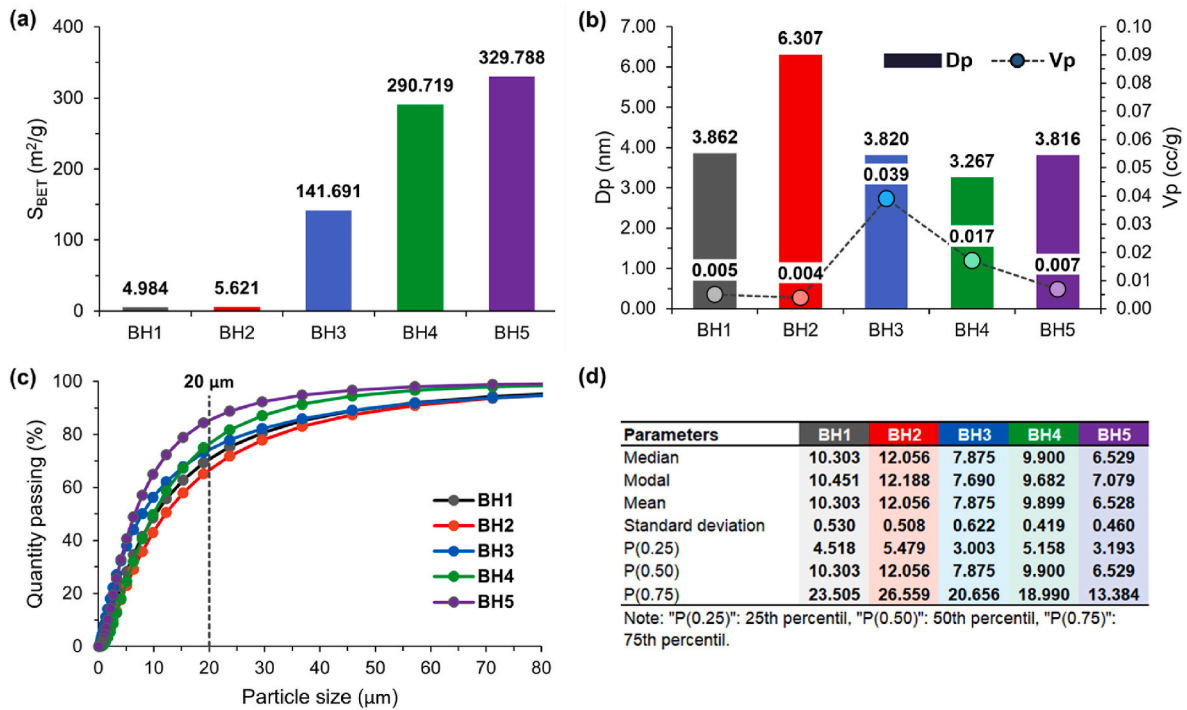 (a)
400
300
200
100
0
S_BET (m²/g)
4.984
5.621
141.691
290.719
329.788
BH1 BH2 BH3 BH4 BH5
(b)
7.00
6.00
5.00
4.00
3.00
2.00
1.00
0.00
Dp (nm)
3.862
6.307
3.820
3.267
3.816
Dp Vp
0.005
0.004
0.039
0.017
0.007
0.10
0.09
0.08
0.07
0.06
0.05
0.04
0.03
0.02
0.01
0.00
Vp (cc/g)
BH1 BH2 BH3 BH4 BH5
(c)
20 μm
100
80
60
40
20
0
Quantity passing (%)
BH1
BH2
BH3
BH4
BH5
0 10 20 30 40 50 60 70 80
Particle size (μm)
(d)
Parameters BH1 BH2 BH3 BH4 BH5
Median 10.303 12.056 7.875 9.900 6.529
Modal 10.451 12.188 7.690 9.682 7.079
Mean 10.303 12.056 7.875 9.899 6.528
Standard deviation 0.530 0.508 0.622 0.419 0.460
P(0.25) 4.518 5.479 3.003 5.158 3.193
P(0.50) 10.303 12.056 7.875 9.900 6.529
P(0.75) 23.505 26.559 20.656 18.990 13.384
Note: "P(0.25)": 25th percentil, "P(0.50)": 50th percentil, "P(0.75)":
75th percentil.